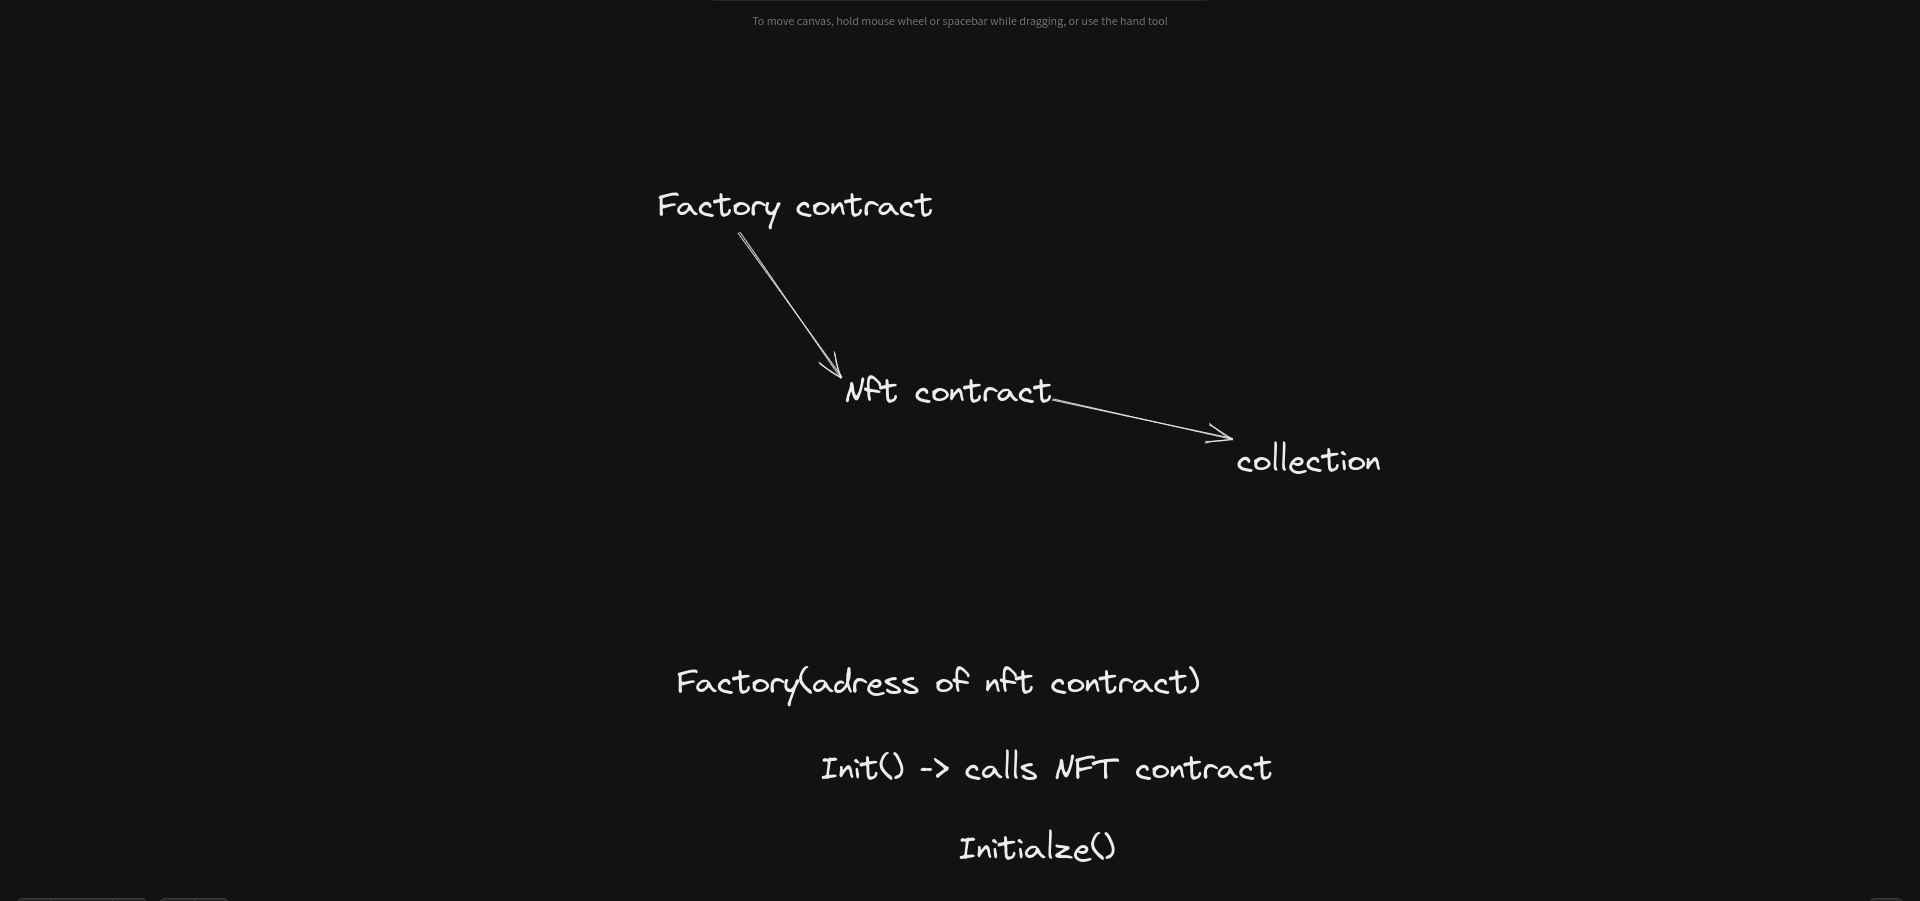 To move canvas, hold mouse wheel or spacebar while dragging, or use the hand tool
Factory contract
Nft contract
collection
Factory(adress of nft contract)
Init() -> calls NFT contract
Initialze()